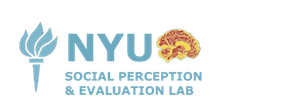 NYU
SOCIAL PERCEPTION
& EVALUATION LAB